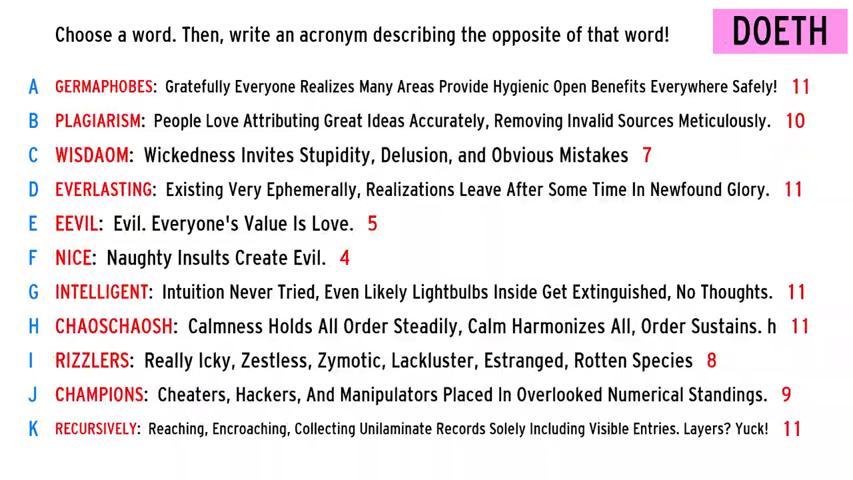 Choose a word. Then, write an acronym describing the opposite of that word!
DOETH
A GERMAPHOBES: Gratefully Everyone Realizes Many Areas Provide Hygienic Open Benefits Everywhere Safely! 11
B PLAGIARISM: People Love Attributing Great Ideas Accurately, Removing Invalid Sources Meticulously. 10
C WISDAOM: Wickedness Invites Stupidity, Delusion, and Obvious Mistakes 7
D EVERLASTING: Existing Very Ephemerally, Realizations Leave After Some Time In Newfound Glory. 11
E EEVIL: Evil. Everyone's Value Is Love. 5
F NICE: Naughty Insults Create Evil. 4
G INTELLIGENT: Intuition Never Tried, Even Likely Lightbulbs Inside Get Extinguished, No Thoughts. 11
H CHAOSCHAOSH: Calmness Holds All Order Steadily, Calm Harmonizes All, Order Sustains. h 11
I RIZZLERS: Really Icky, Zestless, Zymotic, Lackluster, Estranged, Rotten Species 8
J CHAMPIONS: Cheaters, Hackers, And Manipulators Placed In Overlooked Numerical Standings. 9
K RECURSIVELY: Reaching, Encroaching, Collecting Unilaminate Records Solely Including Visible Entries. Layers? Yuck! 11